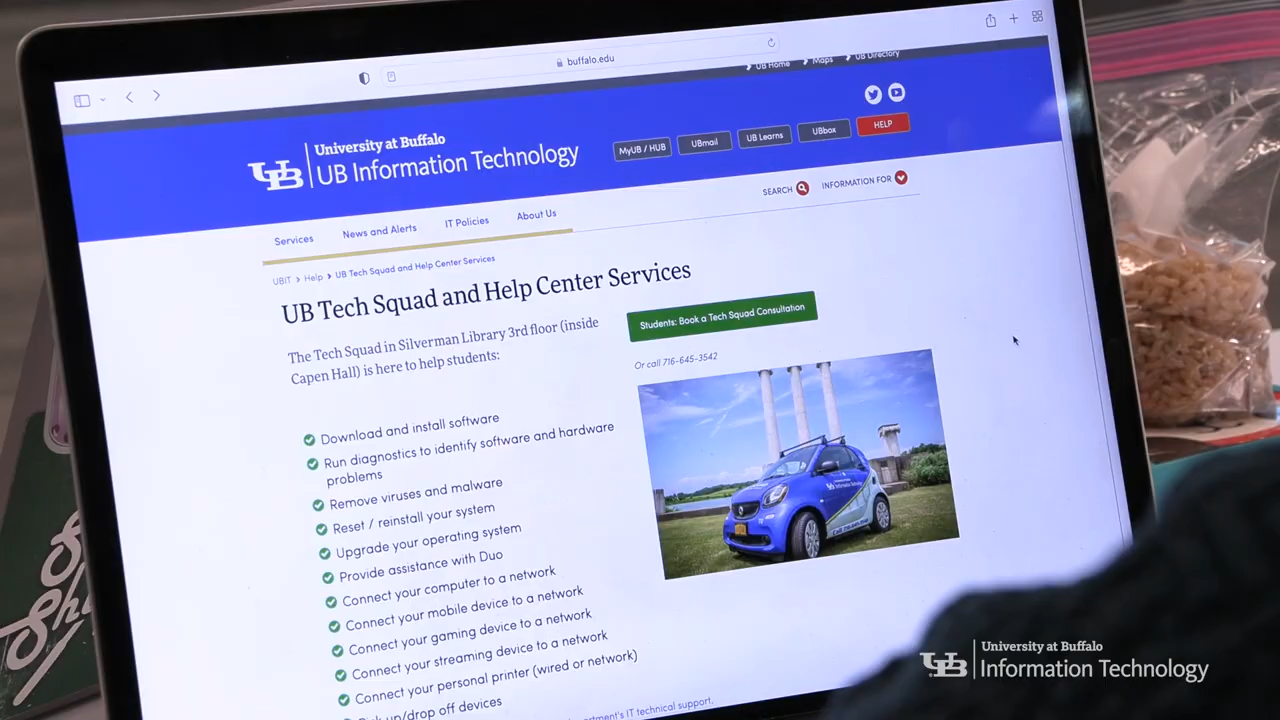 buffalo.edu
UB Home
Maps
UB Directory
University at Buffalo
UB Information Technology
MyUB / HUB
UBmail
UB Learns
UBbox
HELP
SEARCH
INFORMATION FOR
Services
News and Alerts
IT Policies
About Us
UBIT > Help > UB Tech Squad and Help Center Services
UB Tech Squad and Help Center Services
The Tech Squad in Silverman Library 3rd floor (inside
Capen Hall) is here to help students:
Students: Book a Tech Squad Consultation
Or call 716-645-3542
Download and install software
Run diagnostics to identify software and hardware
problems
Remove viruses and malware
Reset / reinstall your system
Upgrade your operating system
Provide assistance with Duo
Connect your computer to a network
Connect your mobile device to a network
Connect your gaming device to a network
Connect your streaming device to a network
Connect your personal printer (wired or network)
up/drop off devices
IT technical support.
UB
Information Technology
University at Buffalo
Information Technology